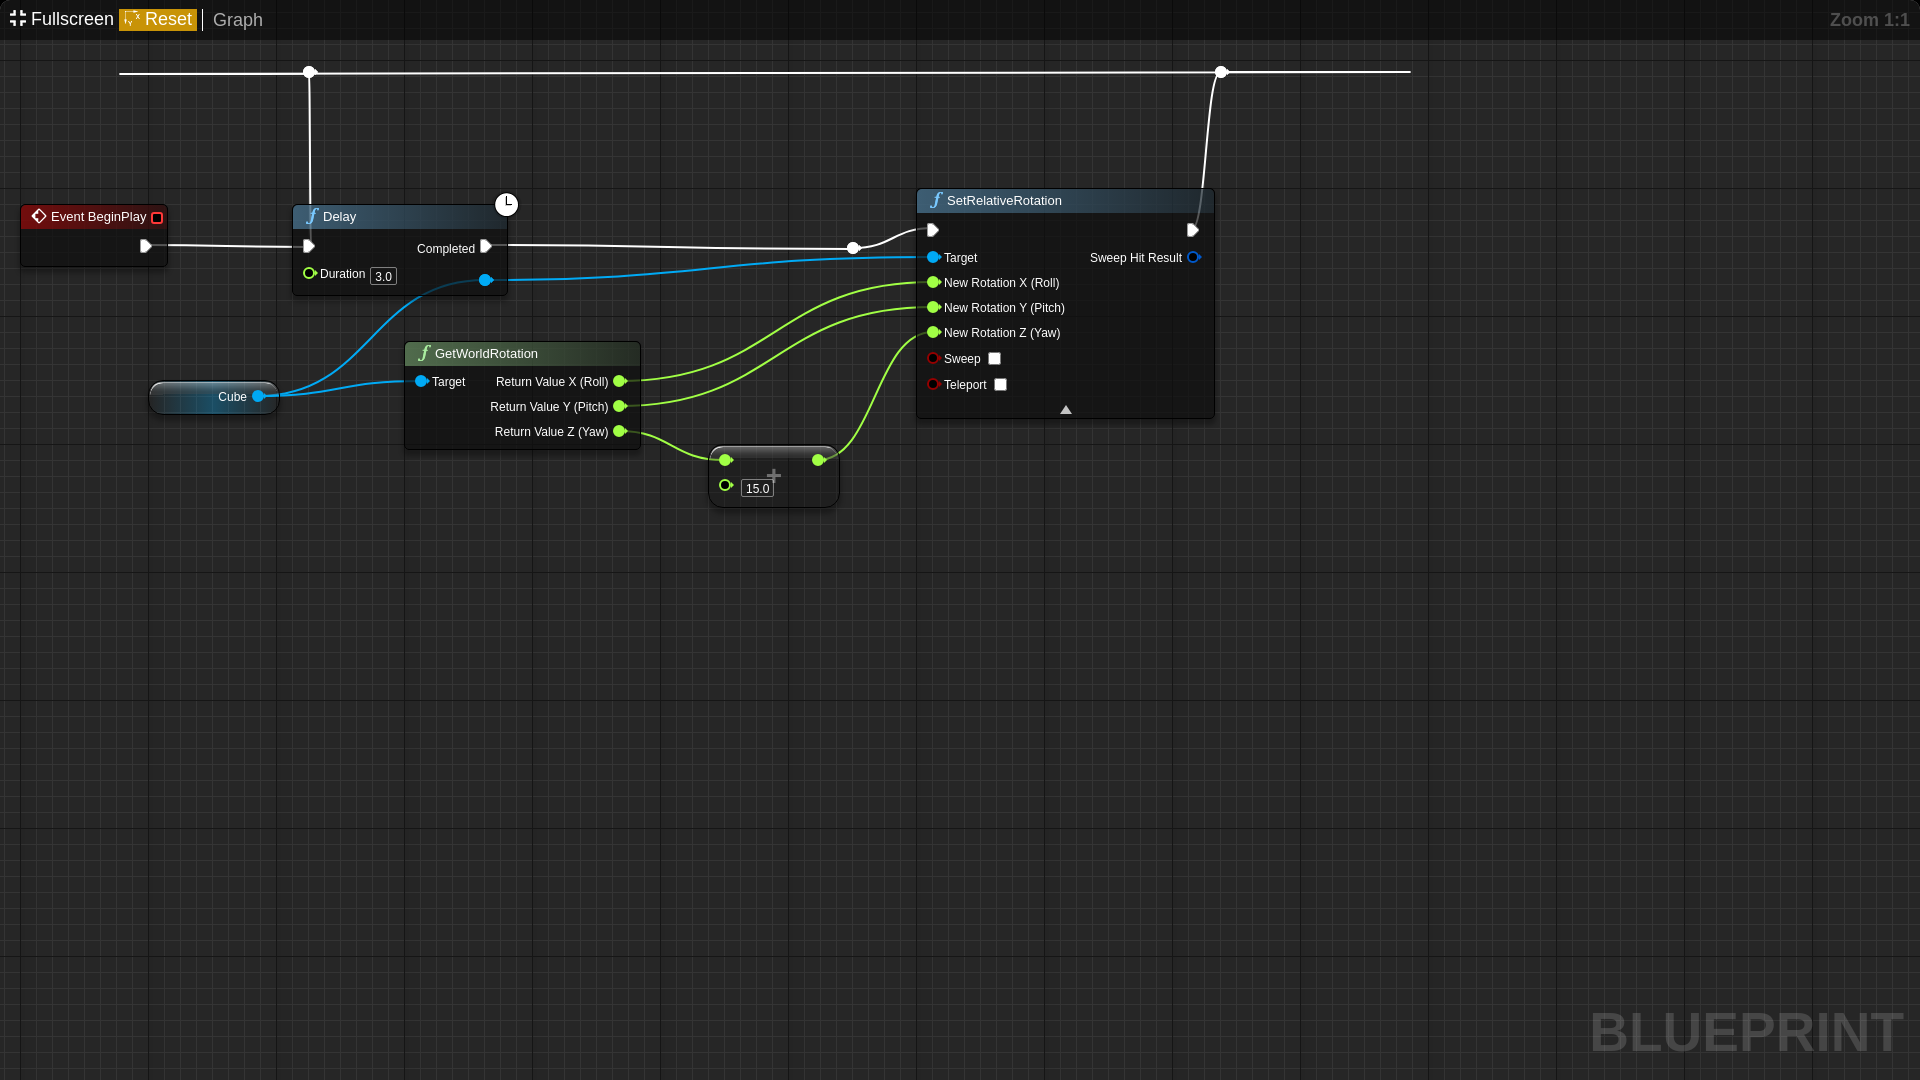 Fullscreen Reset Graph Zoom 1:1
Event BeginPlay
Delay
Completed
Duration 3.0
SetRelativeRotation
Target Sweep Hit Result
New Rotation X (Roll)
New Rotation Y (Pitch)
New Rotation Z (Yaw)
Sweep
Teleport
GetWorldRotation
Target Return Value X (Roll)
Return Value Y (Pitch)
Return Value Z (Yaw)
Cube
+
15.0
BLUEPRINT